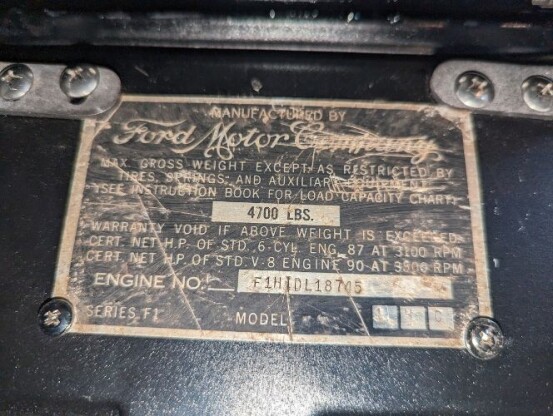 MANUFACTURED BY
Ford Motor Company
MAX. GROSS WEIGHT EXCEPT AS RESTRICTED BY
TIRES, SPRINGS, AND AUXILIARY EQUIPMENT
(SEE INSTRUCTION BOOK FOR LOAD CAPACITY CHART)
4700 LBS.
WARRANTY VOID IF ABOVE WEIGHT IS EXCEEDED
CERT. NET H.P. OF STD. 6-CYL. ENG. 87 AT 3100 RPM
CERT. NET H.P. OF STD. V-8 ENGINE 90 AT 3300 RPM
ENGINE NO.
SERIES F1 MODEL